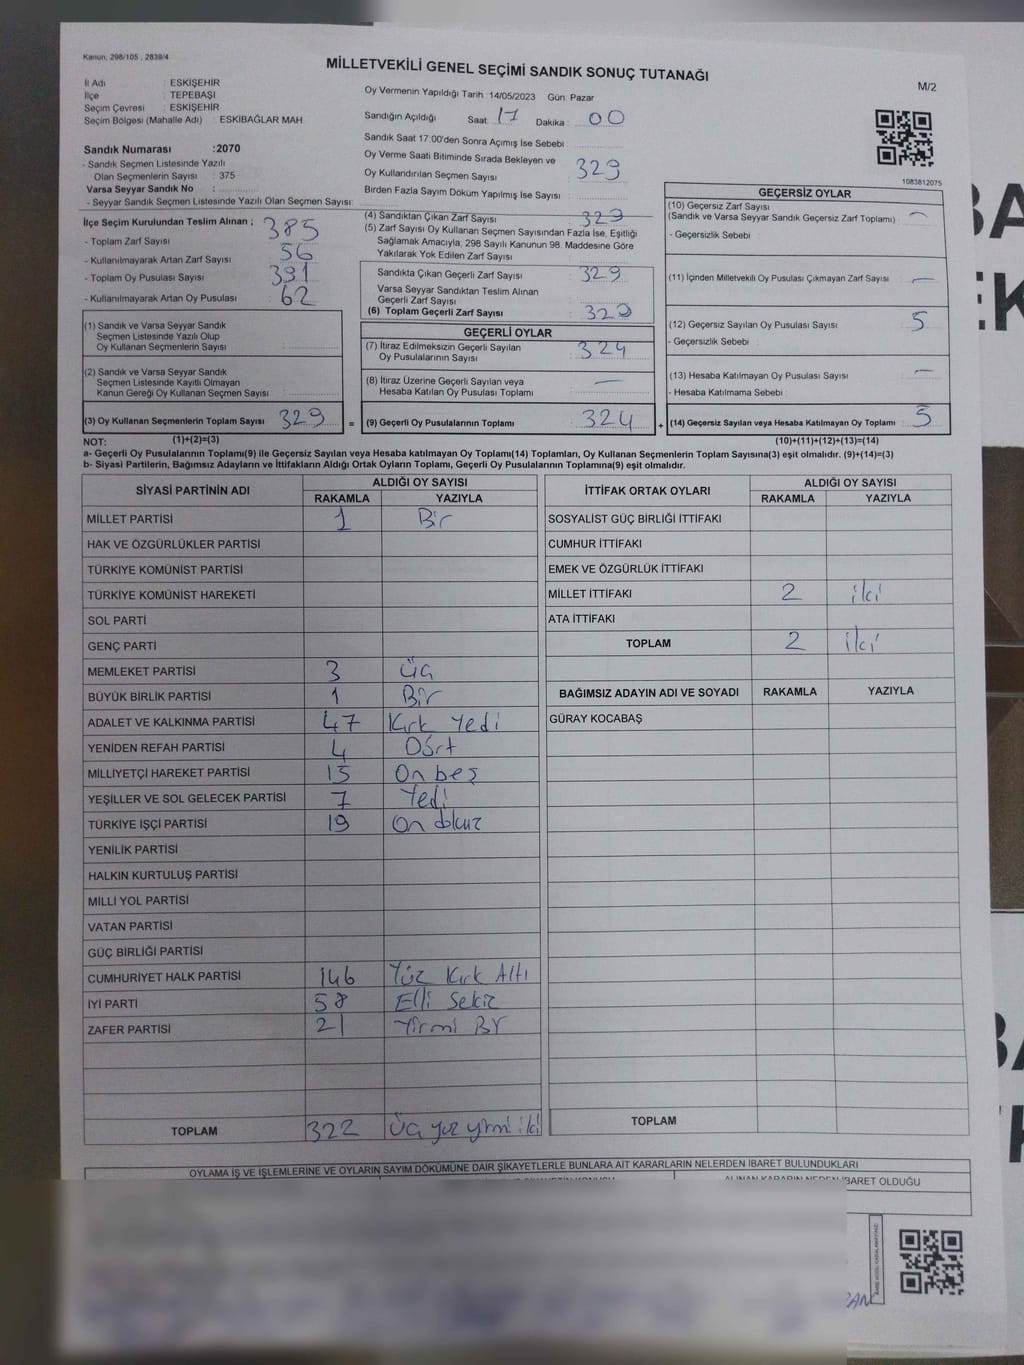 Kanun: 298/105 , 2839/4
MİLLETVEKİLİ GENEL SEÇİMİ SANDIK SONUÇ TUTANAĞI
M/2
İl Adı : ESKİŞEHİR
İlçe : TEPEBAŞI
Seçim Çevresi : ESKİŞEHİR
Seçim Bölgesi (Mahalle Adı) : ESKİBAĞLAR MAH.
Sandık Numarası :2070
- Sandık Seçmen Listesinde Yazılı
Olan Seçmenlerin Sayısı : 375
Varsa Seyyar Sandık No :
- Seyyar Sandık Seçmen Listesinde Yazılı Olan Seçmen Sayısı:
Oy Vermenin Yapıldığı Tarih :14/05/2023 Gün: Pazar
Sandığın Açıldığı Saat: 17 Dakika : 00
Sandık Saat 17:00'den Sonra Açımış İse Sebebi :
Oy Verme Saati Bitiminde Sırada Bekleyen ve
Oy Kullandırılan Seçmen Sayısı : 329
Birden Fazla Sayım Döküm Yapılmış İse Sayısı :
1083812075
İlçe Seçim Kurulundan Teslim Alınan ;
- Toplam Zarf Sayısı : 385
- Kullanılmayarak Artan Zarf Sayısı : 56
- Toplam Oy Pusulası Sayısı : 391
- Kullanılmayarak Artan Oy Pusulası : 62
(1) Sandık ve Varsa Seyyar Sandık
Seçmen Listesinde Yazılı Olup
Oy Kullanan Seçmenlerin Sayısı :
(2) Sandık ve Varsa Seyyar Sandık
Seçmen Listesinde Kayıtlı Olmayan
Kanun Gereği Oy Kullanan Seçmen Sayısı :
(3) Oy Kullanan Seçmenlerin Toplam Sayısı : 329
(1)+(2)=(3)
(4) Sandıktan Çıkan Zarf Sayısı : 329
(5) Zarf Sayısı Oy Kullanan Seçmen Sayısından Fazla İse, Eşitliği
Sağlamak Amacıyla, 298 Sayılı Kanunun 98. Maddesine Göre
Yakılarak Yok Edilen Zarf Sayısı :
Sandıkta Çıkan Geçerli Zarf Sayısı : 329
Varsa Seyyar Sandıktan Teslim Alınan
Geçerli Zarf Sayısı :
(6) Toplam Geçerli Zarf Sayısı : 329
GEÇERLİ OYLAR
(7) İtiraz Edilmeksizin Geçerli Sayılan
Oy Pusulalarının Sayısı : 324
(8) İtiraz Üzerine Geçerli Sayılan veya
Hesaba Katılan Oy Pusulası Toplamı : —
= (9) Geçerli Oy Pusulalarının Toplamı : 324 +
GEÇERSİZ OYLAR
(10) Geçersiz Zarf Sayısı
(Sandık ve Varsa Seyyar Sandık Geçersiz Zarf Toplamı) : —
- Geçersizlik Sebebi :
(11) İçinden Milletvekili Oy Pusulası Çıkmayan Zarf Sayısı : —
(12) Geçersiz Sayılan Oy Pusulası Sayısı : 5
- Geçersizlik Sebebi :
(13) Hesaba Katılmayan Oy Pusulası Sayısı : —
- Hesaba Katılmama Sebebi :
(14) Geçersiz Sayılan veya Hesaba Katılmayan Oy Toplamı : 5
(10)+(11)+(12)+(13)=(14)
NOT:
a- Geçerli Oy Pusulalarının Toplamı(9) ile Geçersiz Sayılan veya Hesaba katılmayan Oy Toplamı(14) Toplamları, Oy Kullanan Seçmenlerin Toplam Sayısına(3) eşit olmalıdır. (9)+(14)=(3)
b- Siyasi Partilerin, Bağımsız Adayların ve İttifakların Aldığı Ortak Oyların Toplamı, Geçerli Oy Pusulalarının Toplamına(9) eşit olmalıdır.
SİYASİ PARTİNİN ADI ALDIĞI OY SAYISI
RAKAMLA YAZIYLA
MİLLET PARTİSİ 1 Bir
HAK VE ÖZGÜRLÜKLER PARTİSİ
TÜRKİYE KOMÜNİST PARTİSİ
TÜRKİYE KOMÜNİST HAREKETİ
SOL PARTİ
GENÇ PARTİ
MEMLEKET PARTİSİ 3 Üç
BÜYÜK BİRLİK PARTİSİ 1 Bir
ADALET VE KALKINMA PARTİSİ 47 Kırk Yedi
YENİDEN REFAH PARTİSİ 4 Dört
MİLLİYETÇİ HAREKET PARTİSİ 15 On beş
YEŞİLLER VE SOL GELECEK PARTİSİ 7 Yedi
TÜRKİYE İŞÇİ PARTİSİ 19 On dokuz
YENİLİK PARTİSİ
HALKIN KURTULUŞ PARTİSİ
MİLLİ YOL PARTİSİ
VATAN PARTİSİ
GÜÇ BİRLİĞİ PARTİSİ
CUMHURİYET HALK PARTİSİ 146 Yüz Kırk Altı
İYİ PARTİ 58 Elli Sekiz
ZAFER PARTİSİ 21 Yirmi Bir
TOPLAM 322 Üç yüz yirmi iki
İTTİFAK ORTAK OYLARI ALDIĞI OY SAYISI
RAKAMLA YAZIYLA
SOSYALİST GÜÇ BİRLİĞİ İTTİFAKI
CUMHUR İTTİFAKI
EMEK VE ÖZGÜRLÜK İTTİFAKI
MİLLET İTTİFAKI 2 iki
ATA İTTİFAKI
TOPLAM 2 iki
BAĞIMSIZ ADAYIN ADI VE SOYADI RAKAMLA YAZIYLA
GÜRAY KOCABAŞ
TOPLAM
OYLAMA İŞ VE İŞLEMLERİNE VE OYLARIN SAYIM DÖKÜMÜNE DAİR ŞİKAYETLERLE BUNLARA AİT KARARLARIN NELERDEN İBARET BULUNDUKLARI
ALINAN KARARIN NEDEN İBARET OLDUĞU